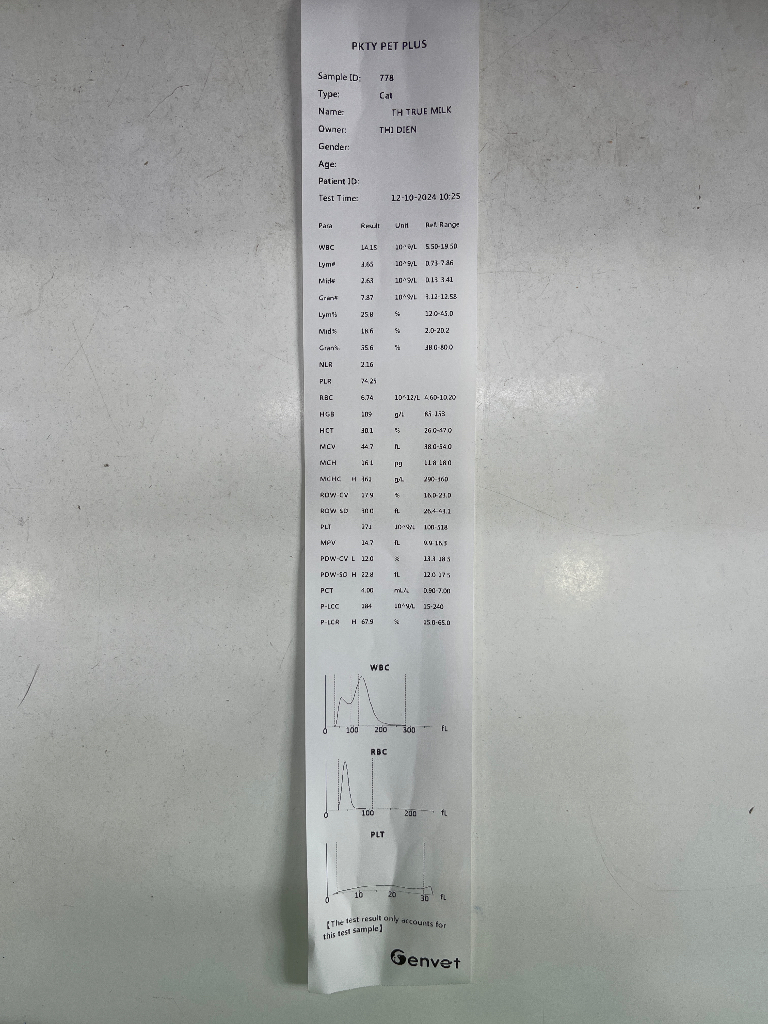 PKTY PET PLUS
Sample ID: 778
Type: Cat
Name: TH TRUE MILK
Owner: THI DIEN
Gender:
Age:
Patient ID:
Test Time: 12-10-2024 10:25
Para Result Unit Ref. Range
WBC 14.15 10^9/L 5.50-19.50
Lym# 3.65 10^9/L 0.73-7.86
Mid# 2.63 10^9/L 0.13-3.41
Gran# 7.87 10^9/L 3.12-12.58
Lym% 25.8 % 12.0-45.0
Mid% 18.6 % 2.0-20.2
Gran% 55.6 % 38.0-80.0
NLR 2.16
PLR 74.25
RBC 6.74 10^12/L 4.60-10.20
HGB 109 g/L 85-153
HCT 30.1 % 26.0-47.0
MCV 44.7 fL 38.0-54.0
MCH 16.1 pg 11.8-18.0
MCHC H 362 g/L 290-360
RDW-CV 17.9 % 16.0-23.0
RDW-SD 30.0 fL 26.4-43.1
PLT 271 10^9/L 100-518
MPV 14.7 fL 9.9-16.3
PDW-CV L 12.0 % 13.3-18.5
PDW-SD H 22.8 fL 12.0-17.5
PCT 4.00 mL/L 0.90-7.00
P-LCC 184 10^9/L 25-240
P-LCR H 67.9 % 25.0-65.0
WBC
0 100 200 300 fL
RBC
0 100 200 fL
PLT
0 10 20 30 fL
【The test result only accounts for
this test sample】
Genvet